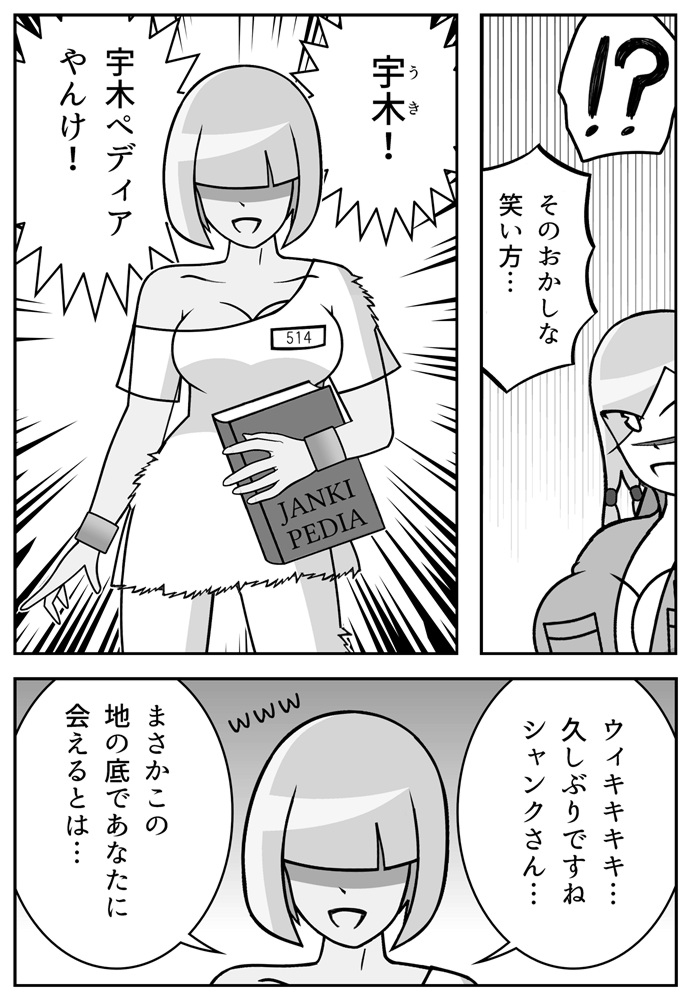 !?
そのおかしな
笑い方…
宇木！
うき
宇木ペディア
やんけ！
514
JANKI
PEDIA
ウィキキキキ…
久しぶりですね
シャンクさん…
www
まさかこの
地の底であなたに
会えるとは…